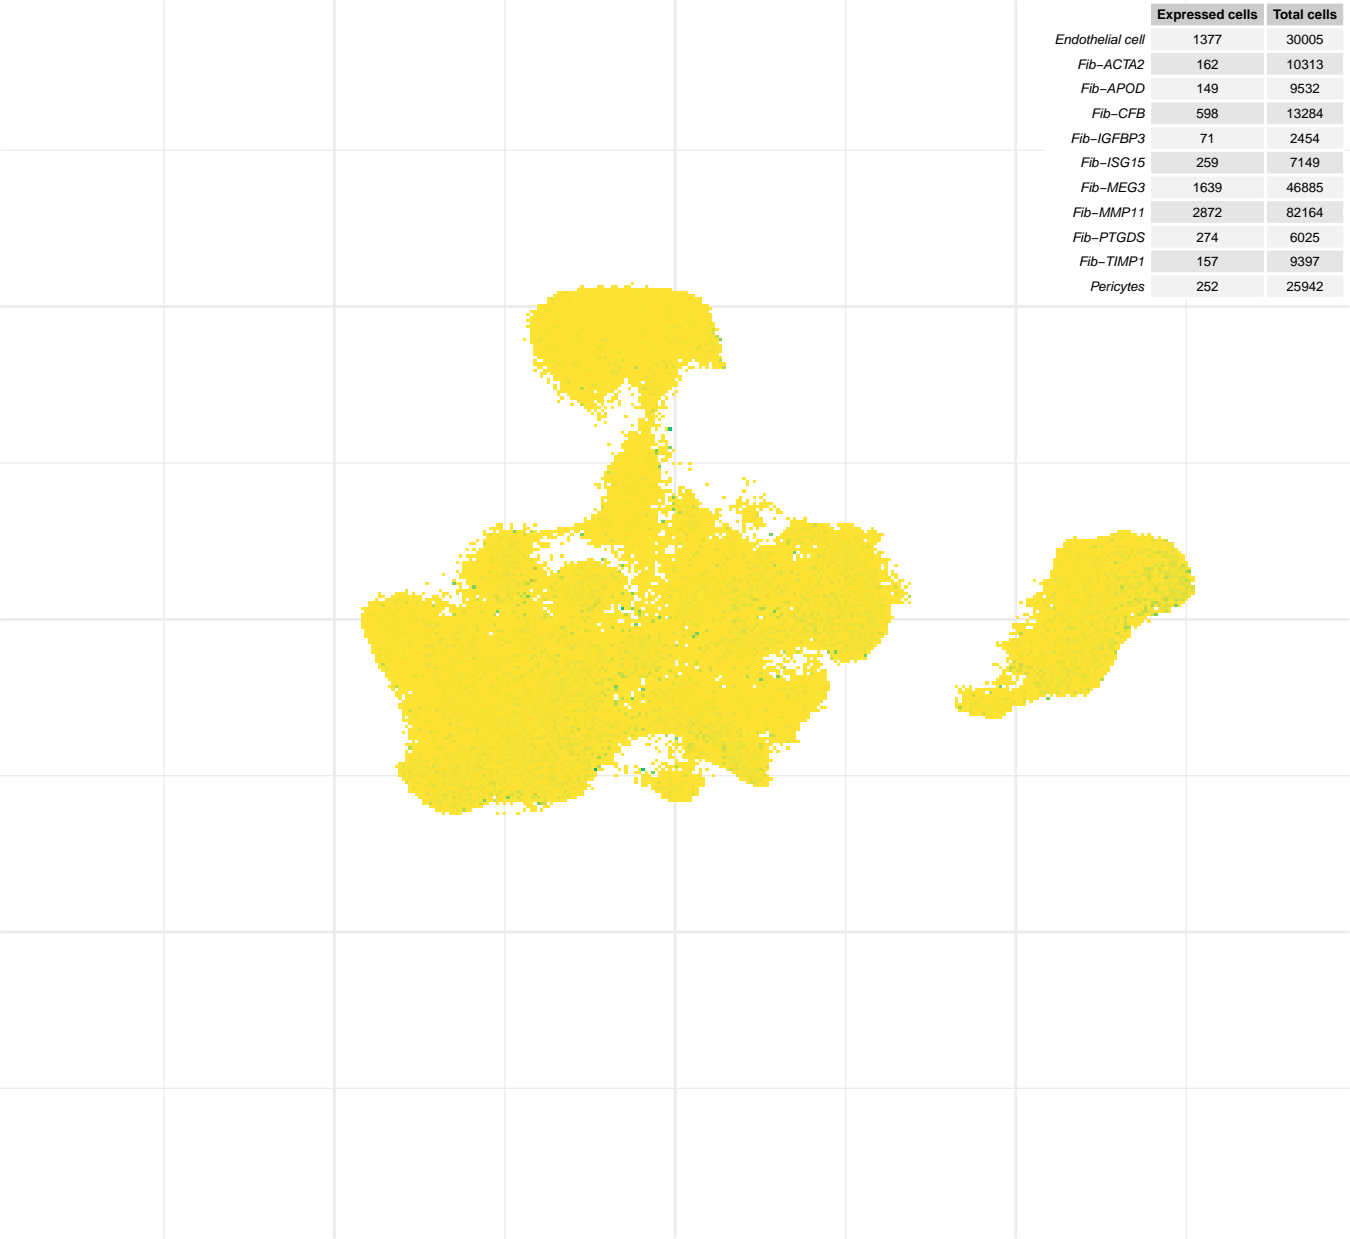 Expressed cells Total cells
Endothelial cell 1377 30005
Fib−ACTA2 162 10313
Fib−APOD 149 9532
Fib−CFB 598 13284
Fib−IGFBP3 71 2454
Fib−ISG15 259 7149
Fib−MEG3 1639 46885
Fib−MMP11 2872 82164
Fib−PTGDS 274 6025
Fib−TIMP1 157 9397
Pericytes 252 25942